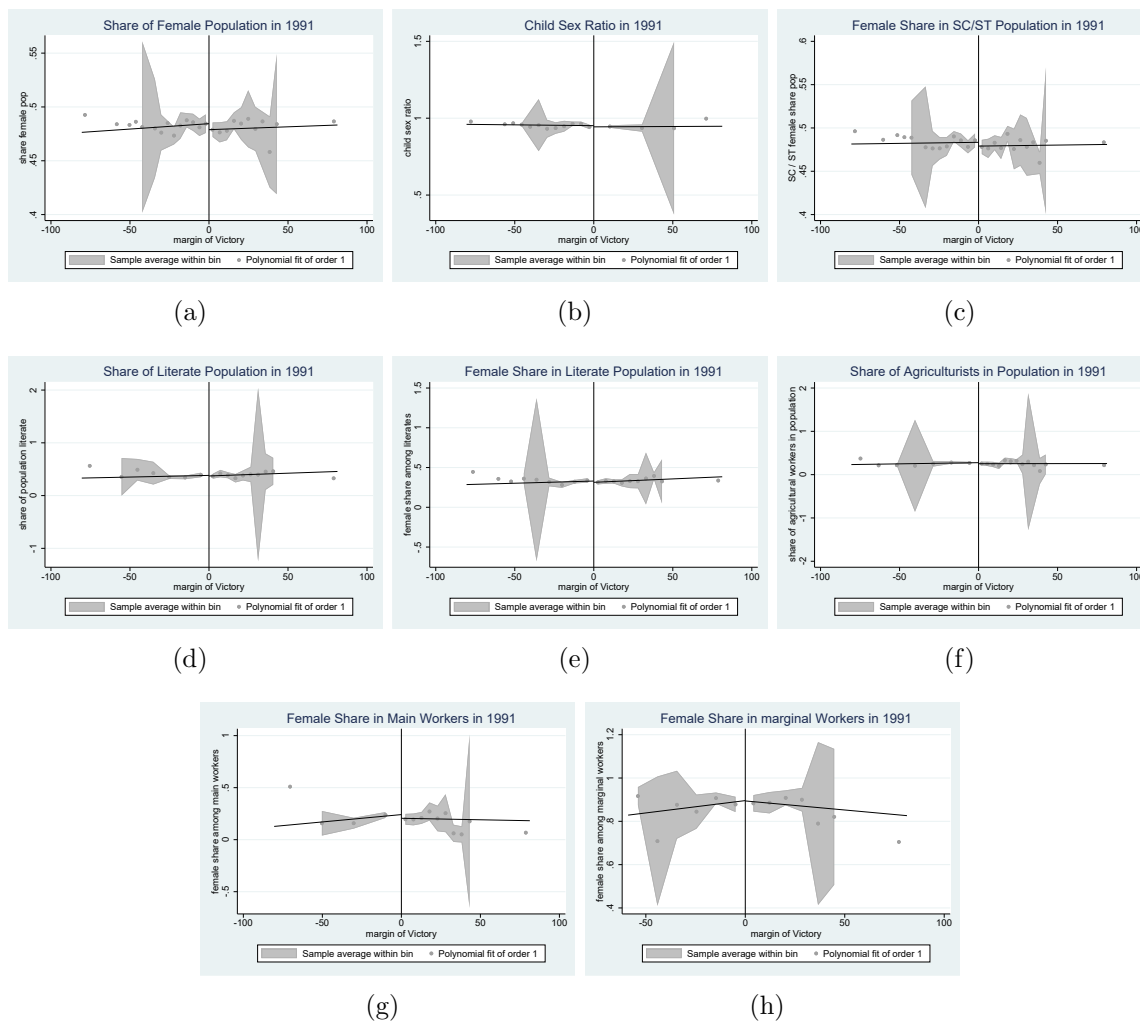 Share of Female Population in 1991
share female pop
.4 .45 .5 .55
-100 -50 0 50 100
margin of Victory
Sample average within bin Polynomial fit of order 1
(a)
Child Sex Ratio in 1991
child sex ratio
.5 1 1.5
-100 -50 0 50 100
margin of Victory
Sample average within bin Polynomial fit of order 1
(b)
Female Share in SC/ST Population in 1991
SC / ST female share pop
.4 .45 .5 .55 .6
-100 -50 0 50 100
margin of Victory
Sample average within bin Polynomial fit of order 1
(c)
Share of Literate Population in 1991
share of population literate
-1 0 1 2
-100 -50 0 50 100
margin of Victory
Sample average within bin Polynomial fit of order 1
(d)
Female Share in Literate Population in 1991
female share among literates
-.5 0 .5 1 1.5
-100 -50 0 50 100
margin of Victory
Sample average within bin Polynomial fit of order 1
(e)
Share of Agriculturists in Population in 1991
share of agricultural workers in population
-2 -1 0 1 2
-100 -50 0 50 100
margin of Victory
Sample average within bin Polynomial fit of order 1
(f)
Female Share in Main Workers in 1991
female share among main workers
-.5 0 .5 1
-100 -50 0 50 100
margin of Victory
Sample average within bin Polynomial fit of order 1
(g)
Female Share in marginal Workers in 1991
female share among marginal workers
.4 .6 .8 1 1.2
-50 0 50 100
margin of Victory
Sample average within bin Polynomial fit of order 1
(h)